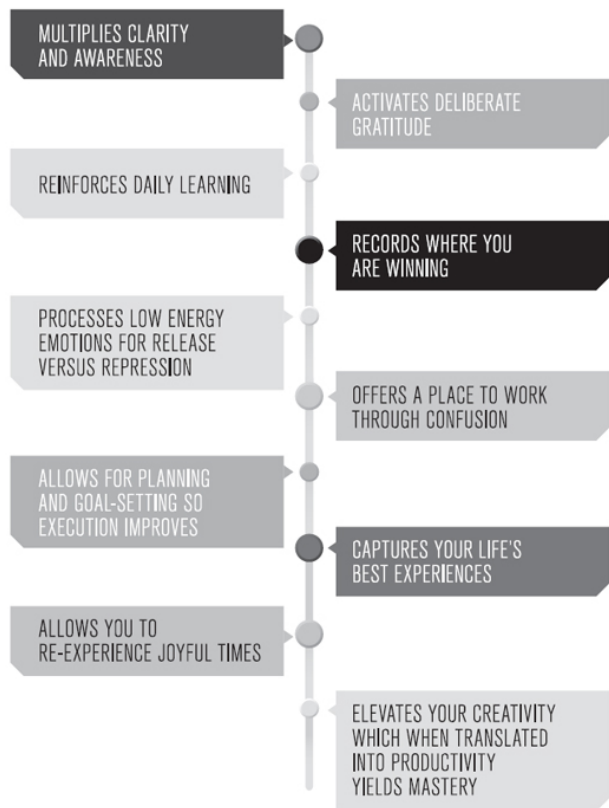 MULTIPLIES CLARITY
AND AWARENESS
ACTIVATES DELIBERATE
GRATITUDE
REINFORCES DAILY LEARNING
RECORDS WHERE YOU
ARE WINNING
PROCESSES LOW ENERGY
EMOTIONS FOR RELEASE
VERSUS REPRESSION
OFFERS A PLACE TO WORK
THROUGH CONFUSION
ALLOWS FOR PLANNING
AND GOAL-SETTING SO
EXECUTION IMPROVES
CAPTURES YOUR LIFE'S
BEST EXPERIENCES
ALLOWS YOU TO
RE-EXPERIENCE JOYFUL TIMES
ELEVATES YOUR CREATIVITY
WHICH WHEN TRANSLATED
INTO PRODUCTIVITY
YIELDS MASTERY